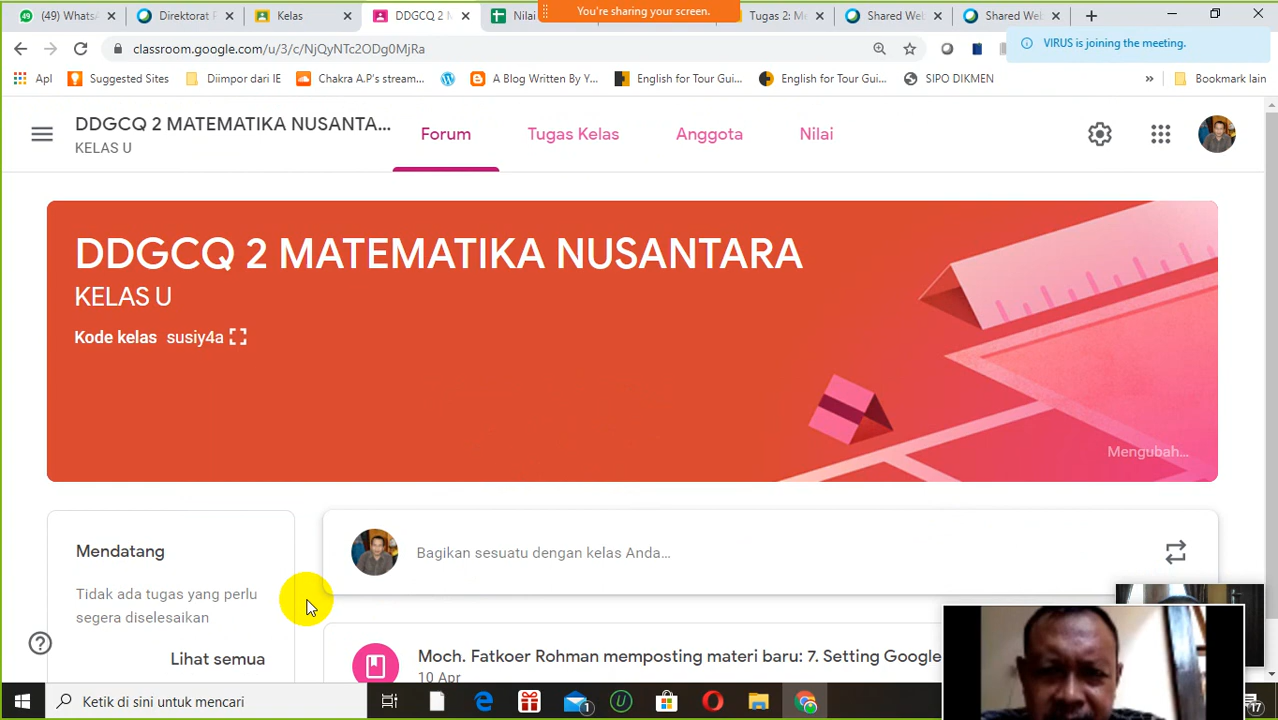 (49) WhatsA
Direktorat F
Kelas
DDGCQ 2 M
Nilai
You're sharing your screen.
Tugas 2: Me
Shared Wel
Shared Wel
classroom.google.com/u/3/c/NjQyNTc2ODg0MjRa
VIRUS is joining the meeting.
Apl
Suggested Sites
Diimpor dari IE
Chakra A.P's stream...
A Blog Written By Y...
English for Tour Gui...
English for Tour Gui...
SIPO DIKMEN
»
Bookmark lain
DDGCQ 2 MATEMATIKA NUSANTA...
KELAS U
Forum
Tugas Kelas
Anggota
Nilai
DDGCQ 2 MATEMATIKA NUSANTARA
KELAS U
Kode kelas susiy4a
Mengubah...
Mendatang
Tidak ada tugas yang perlu
segera diselesaikan
Lihat semua
Bagikan sesuatu dengan kelas Anda...
Moch. Fatkoer Rohman memposting materi baru: 7. Setting Google
10 Apr
Ketik di sini untuk mencari
1
17